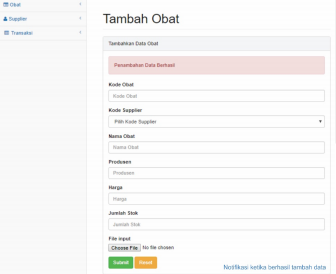 Obat
Supplier
Transaksi
Tambah Obat
Tambahkan Data Obat
Penambahan Data Berhasil
Kode Obat
Kode Obat
Kode Supplier
Pilih Kode Supplier
Nama Obat
Nama Obat
Produsen
Produsen
Harga
Harga
Jumlah Stok
Jumlah Stok
File input
Choose File No file chosen
Submit Reset
Notifikasi ketika berhasil tambah data